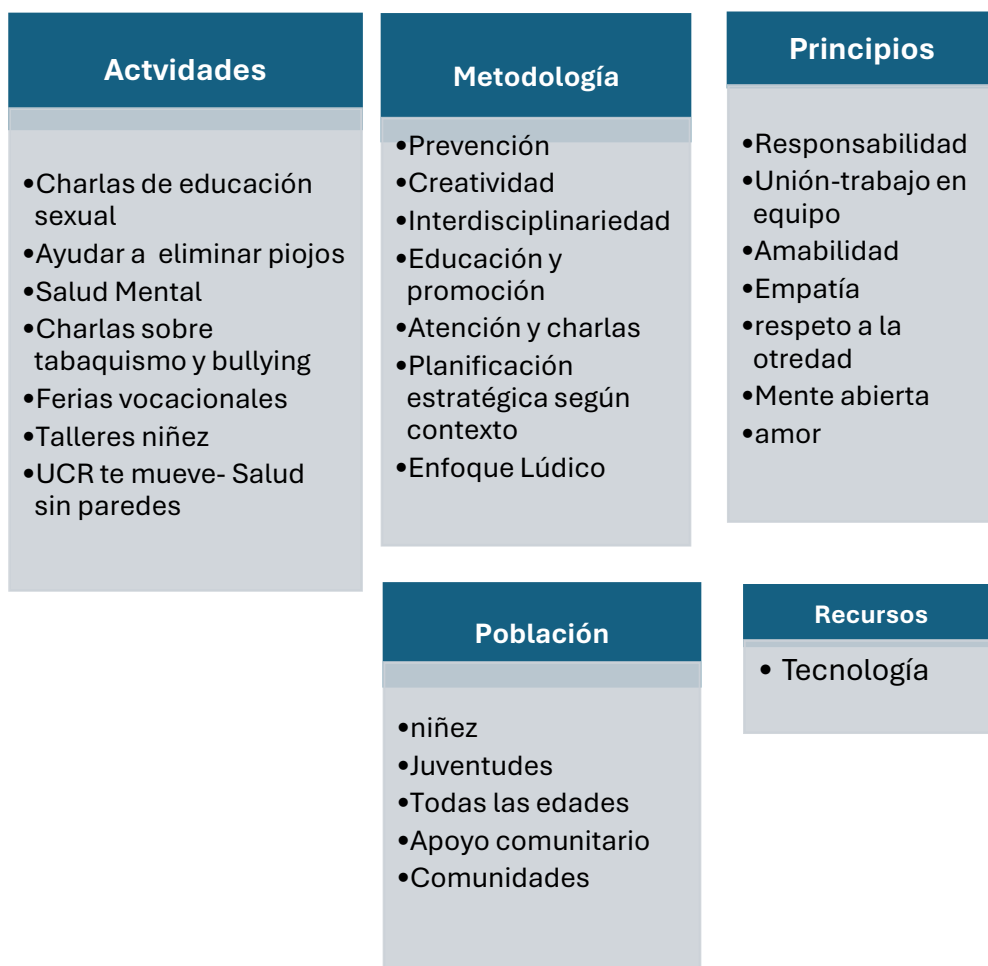 Actvidades
•Charlas de educación
sexual
•Ayudar a eliminar piojos
•Salud Mental
•Charlas sobre
tabaquismo y bullying
•Ferias vocacionales
•Talleres niñez
•UCR te mueve- Salud
sin paredes
Metodología
•Prevención
•Creatividad
•Interdisciplinariedad
•Educación y
promoción
•Atención y charlas
•Planificación
estratégica según
contexto
•Enfoque Lúdico
Principios
•Responsabilidad
•Unión-trabajo en
equipo
•Amabilidad
•Empatía
•respeto a la
otredad
•Mente abierta
•amor
Población
•niñez
•Juventudes
•Todas las edades
•Apoyo comunitario
•Comunidades
Recursos
• Tecnología